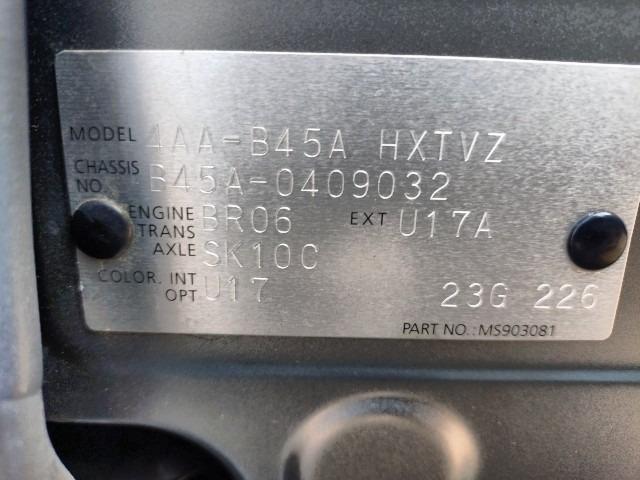 MODEL 4AA-B45A HXTVZ
CHASSIS NO. B45A-0409032
ENGINE BR06 EXT U17A
TRANS AXLE SK10C
COLOR. INT U17
OPT 23G 226
PART NO.: MS903081